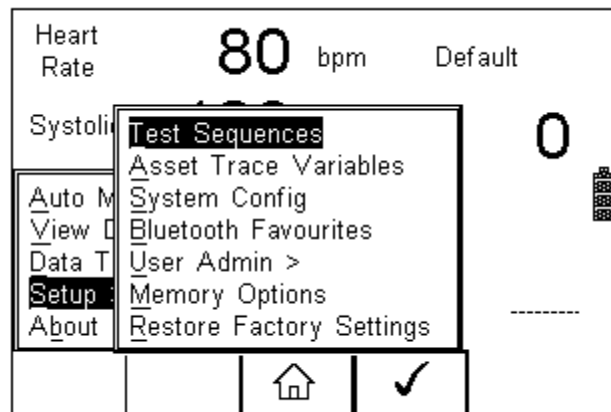 Heart
Rate
80 bpm
Default
0
Test Sequences
Asset Trace Variables
System Config
Bluetooth Favourites
User Admin >
Memory Options
Restore Factory Settings
Auto
View
Data
Setup
About